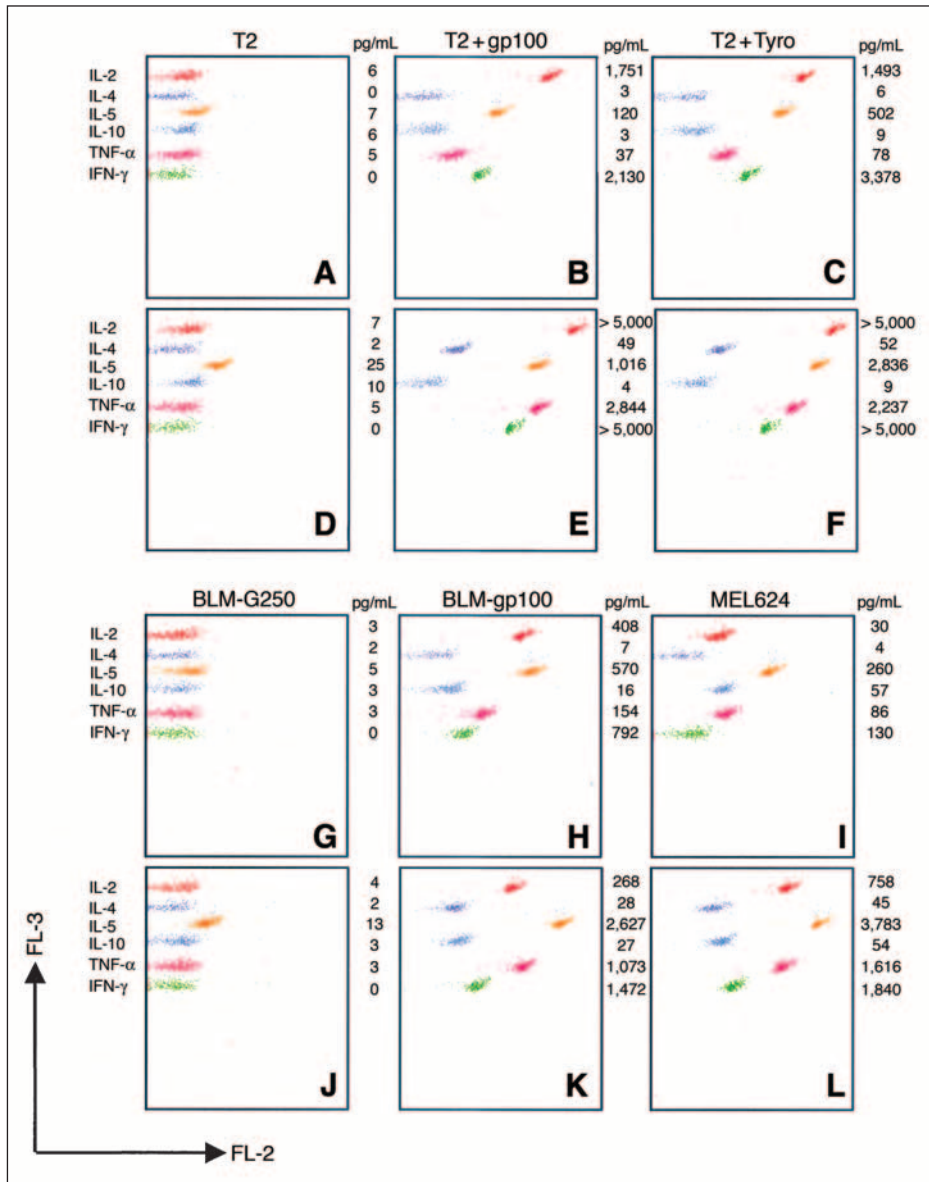 T2 pg/mL T2 + gp100 pg/mL T2 + Tyro pg/mL
IL-2 6 1,751 1,493
IL-4 0 3 6
IL-5 7 120 502
IL-10 6 3 9
TNF-α 5 37 78
IFN-γ 0 2,130 3,378
A B C
IL-2 7 > 5,000 > 5,000
IL-4 2 49 52
IL-5 25 1,016 2,836
IL-10 10 4 9
TNF-α 5 2,844 2,237
IFN-γ 0 > 5,000 > 5,000
D E F
BLM-G250 pg/mL BLM-gp100 pg/mL MEL624 pg/mL
IL-2 3 408 30
IL-4 2 7 4
IL-5 5 570 260
IL-10 3 16 57
TNF-α 3 154 86
IFN-γ 0 792 130
G H I
IL-2 4 268 758
IL-4 2 28 45
IL-5 13 2,627 3,783
IL-10 3 27 54
TNF-α 3 1,073 1,616
IFN-γ 0 1,472 1,840
J K L
FL-3
FL-2